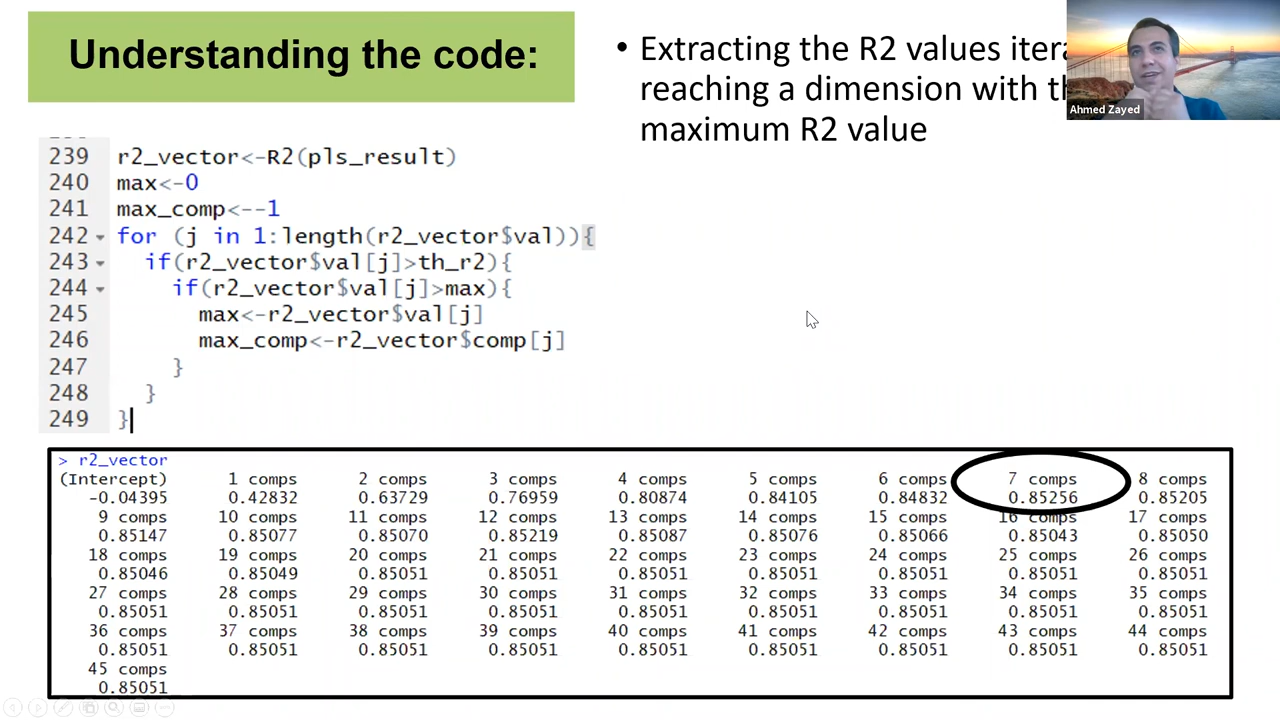 Understanding the code:
• Extracting the R2 values
reaching a dimension with
maximum R2 value
Ahmed Zayed
239 r2_vector<-R2(pls_result)
240 max<-0
241 max_comp<--1
242 for (j in 1:length(r2_vector$val)){
243 if(r2_vector$val[j]>th_r2){
244 if(r2_vector$val[j]>max){
245 max<-r2_vector$val[j]
246 max_comp<-r2_vector$comp[j]
247 }
248 }
249 }
> r2_vector
(Intercept) 1 comps 2 comps 3 comps 4 comps 5 comps 6 comps 7 comps 8 comps
-0.04395 0.42832 0.63729 0.76959 0.80874 0.84105 0.84832 0.85256 0.85205
9 comps 10 comps 11 comps 12 comps 13 comps 14 comps 15 comps 16 comps 17 comps
0.85147 0.85077 0.85070 0.85219 0.85087 0.85076 0.85066 0.85043 0.85050
18 comps 19 comps 20 comps 21 comps 22 comps 23 comps 24 comps 25 comps 26 comps
0.85046 0.85049 0.85051 0.85051 0.85051 0.85051 0.85051 0.85051 0.85051
27 comps 28 comps 29 comps 30 comps 31 comps 32 comps 33 comps 34 comps 35 comps
0.85051 0.85051 0.85051 0.85051 0.85051 0.85051 0.85051 0.85051 0.85051
36 comps 37 comps 38 comps 39 comps 40 comps 41 comps 42 comps 43 comps 44 comps
0.85051 0.85051 0.85051 0.85051 0.85051 0.85051 0.85051 0.85051 0.85051
45 comps
0.85051